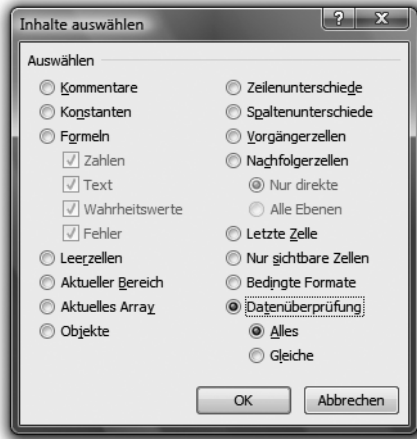 Inhalte auswählen
Auswählen
Kommentare
Konstanten
Formeln
Zahlen
Text
Wahrheitswerte
Fehler
Leerzellen
Aktueller Bereich
Aktuelles Array
Objekte
Zeilenunterschiede
Spaltenunterschiede
Vorgängerzellen
Nachfolgerzellen
Nur direkte
Alle Ebenen
Letzte Zelle
Nur sichtbare Zellen
Bedingte Formate
Datenüberprüfung
Alles
Gleiche
OK
Abbrechen